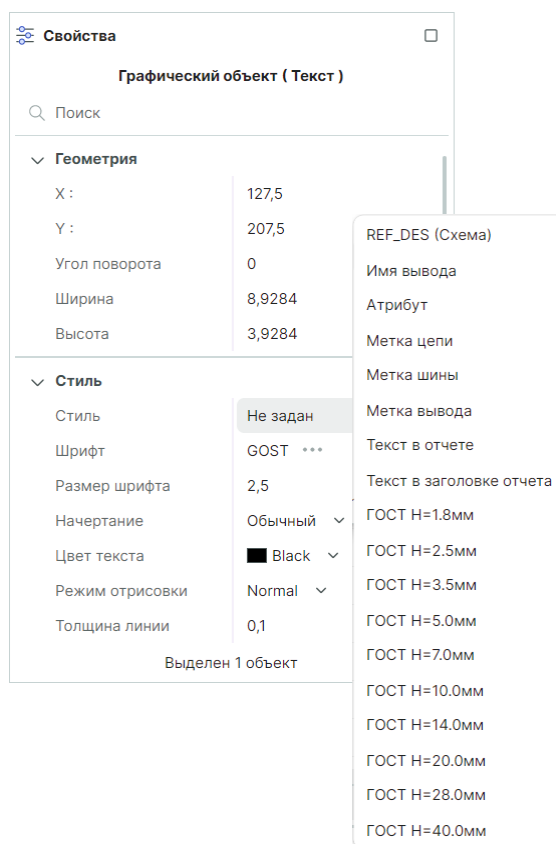 Свойства
Графический объект ( Текст )
Поиск
Геометрия
X :
127,5
Y :
207,5
Угол поворота
0
Ширина
8,9284
Высота
3,9284
Стиль
Стиль
Не задан
Шрифт
GOST ···
Размер шрифта
2,5
Начертание
Обычный
Цвет текста
Black
Режим отрисовки
Normal
Толщина линии
0,1
Выделен 1 объект
REF_DES (Схема)
Имя вывода
Атрибут
Метка цепи
Метка шины
Метка вывода
Текст в отчете
Текст в заголовке отчета
ГОСТ H=1.8мм
ГОСТ H=2.5мм
ГОСТ H=3.5мм
ГОСТ H=5.0мм
ГОСТ H=7.0мм
ГОСТ H=10.0мм
ГОСТ H=14.0мм
ГОСТ H=20.0мм
ГОСТ H=28.0мм
ГОСТ H=40.0мм